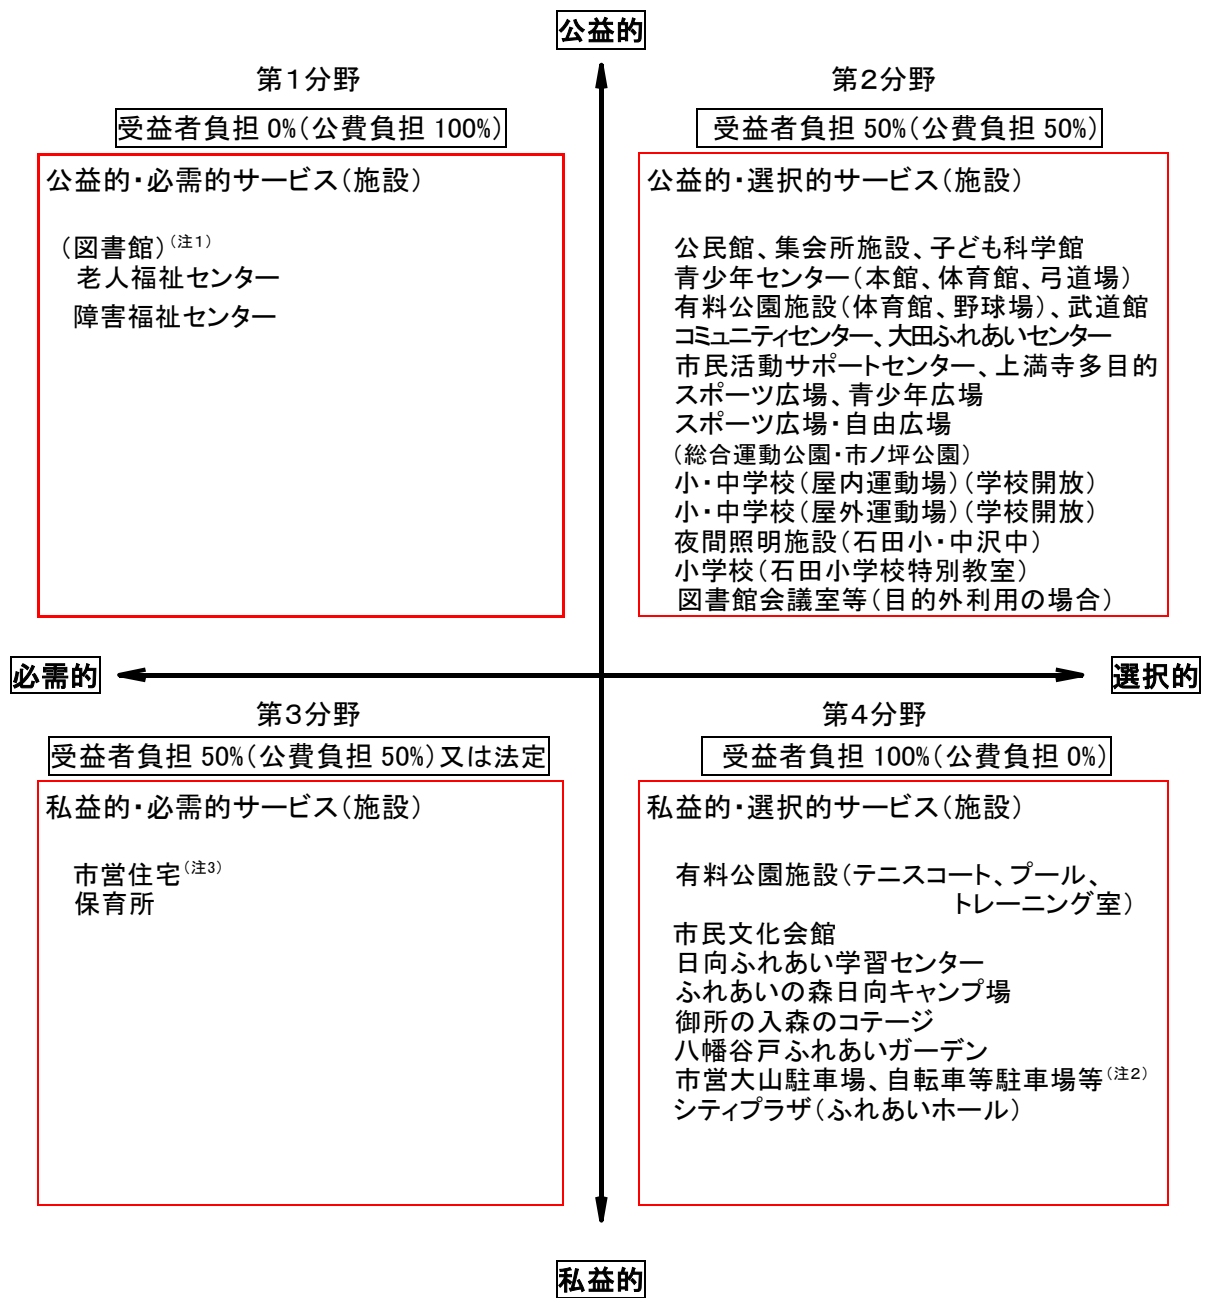 公益的
第1分野
受益者負担 0%(公費負担 100%)
公益的・必需的サービス(施設)
(図書館)(注1)
老人福祉センター
障害福祉センター
第2分野
受益者負担 50%(公費負担 50%)
公益的・選択的サービス(施設)
公民館、集会所施設、子ども科学館
青少年センター(本館、体育館、弓道場)
有料公園施設(体育館、野球場)、武道館
コミュニティセンター、大田ふれあいセンター
市民活動サポートセンター、上満寺多目的
スポーツ広場、青少年広場
スポーツ広場・自由広場
(総合運動公園・市ノ坪公園)
小・中学校(屋内運動場)(学校開放)
小・中学校(屋外運動場)(学校開放)
夜間照明施設(石田小・中沢中)
小学校(石田小学校特別教室)
図書館会議室等(目的外利用の場合)
必需的
選択的
第3分野
受益者負担 50%(公費負担 50%)又は法定
私益的・必需的サービス(施設)
市営住宅(注3)
保育所
第4分野
受益者負担 100%(公費負担 0%)
私益的・選択的サービス(施設)
有料公園施設(テニスコート、プール、
トレーニング室)
市民文化会館
日向ふれあい学習センター
ふれあいの森日向キャンプ場
御所の入森のコテージ
八幡谷戸ふれあいガーデン
市営大山駐車場、自転車等駐車場等(注2)
シティプラザ(ふれあいホール)
私益的